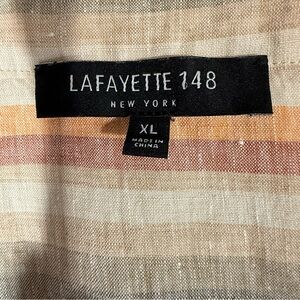 LAFAYETTE 148
NEW YORK
XL
MADE IN
CHINA